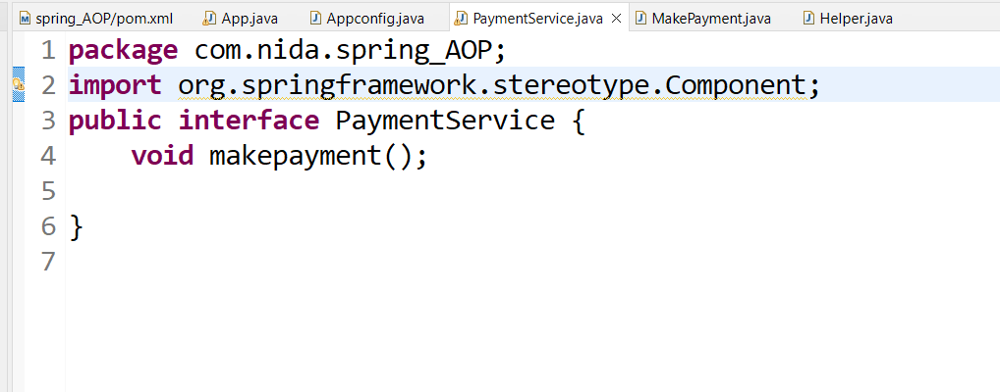 spring_AOP/pom.xml App.java Appconfig.java PaymentService.java MakePayment.java Helper.java
1 package com.nida.spring_AOP;
2 import org.springframework.stereotype.Component;
3 public interface PaymentService {
4 void makepayment();
5
6 }
7